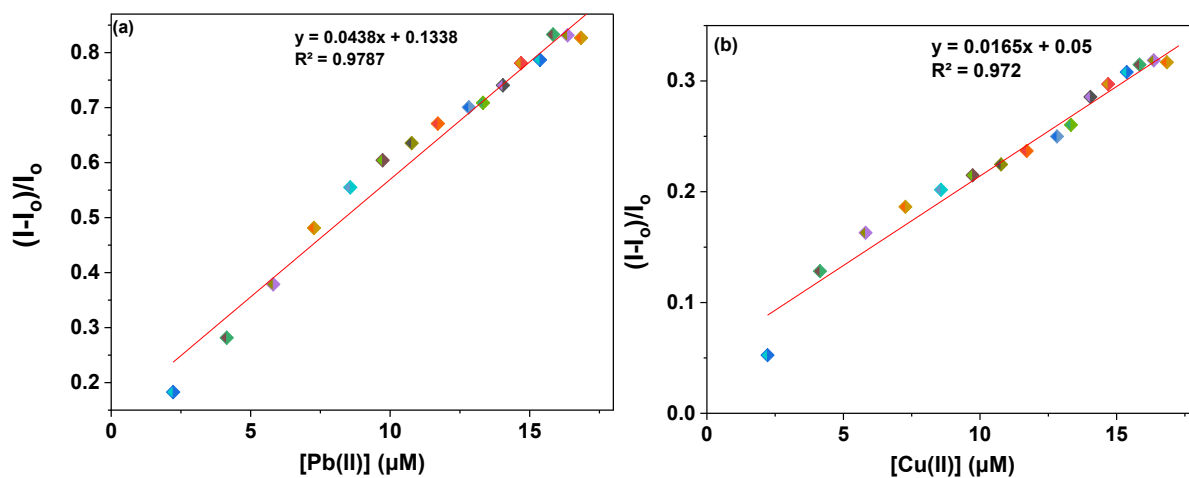 (a)
y = 0.0438x + 0.1338
R² = 0.9787
(I-Iₒ)/Iₒ
0.8
0.7
0.6
0.5
0.4
0.3
0.2
0
5
10
15
[Pb(II)] (µM)
(b)
y = 0.0165x + 0.05
R² = 0.972
(I-Iₒ)/Iₒ
0.3
0.2
0.1
0.0
0
5
10
15
[Cu(II)] (µM)